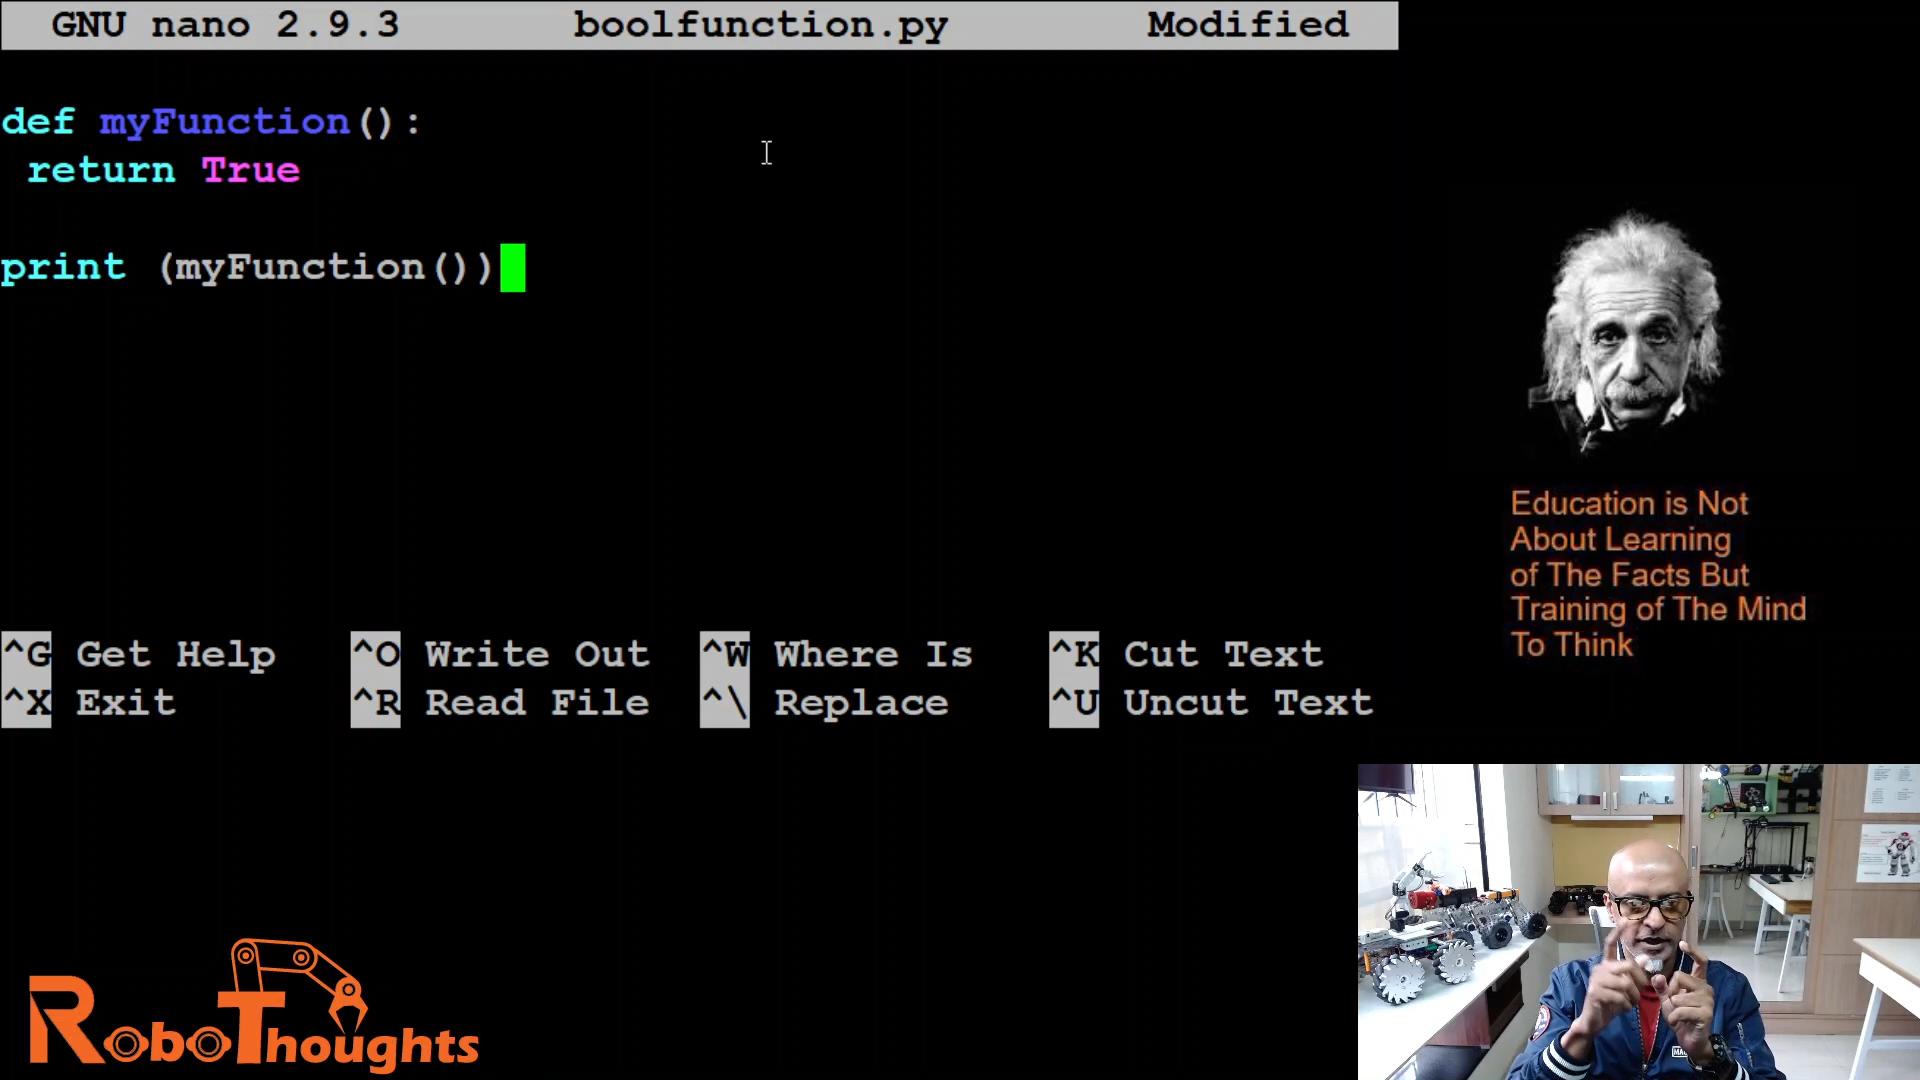 GNU nano 2.9.3 boolfunction.py Modified
def myFunction():
 return True
print (myFunction())
^G Get Help ^O Write Out ^W Where Is ^K Cut Text
^X Exit ^R Read File ^\ Replace ^U Uncut Text
Education is Not
About Learning
of The Facts But
Training of The Mind
To Think
RoboThoughts